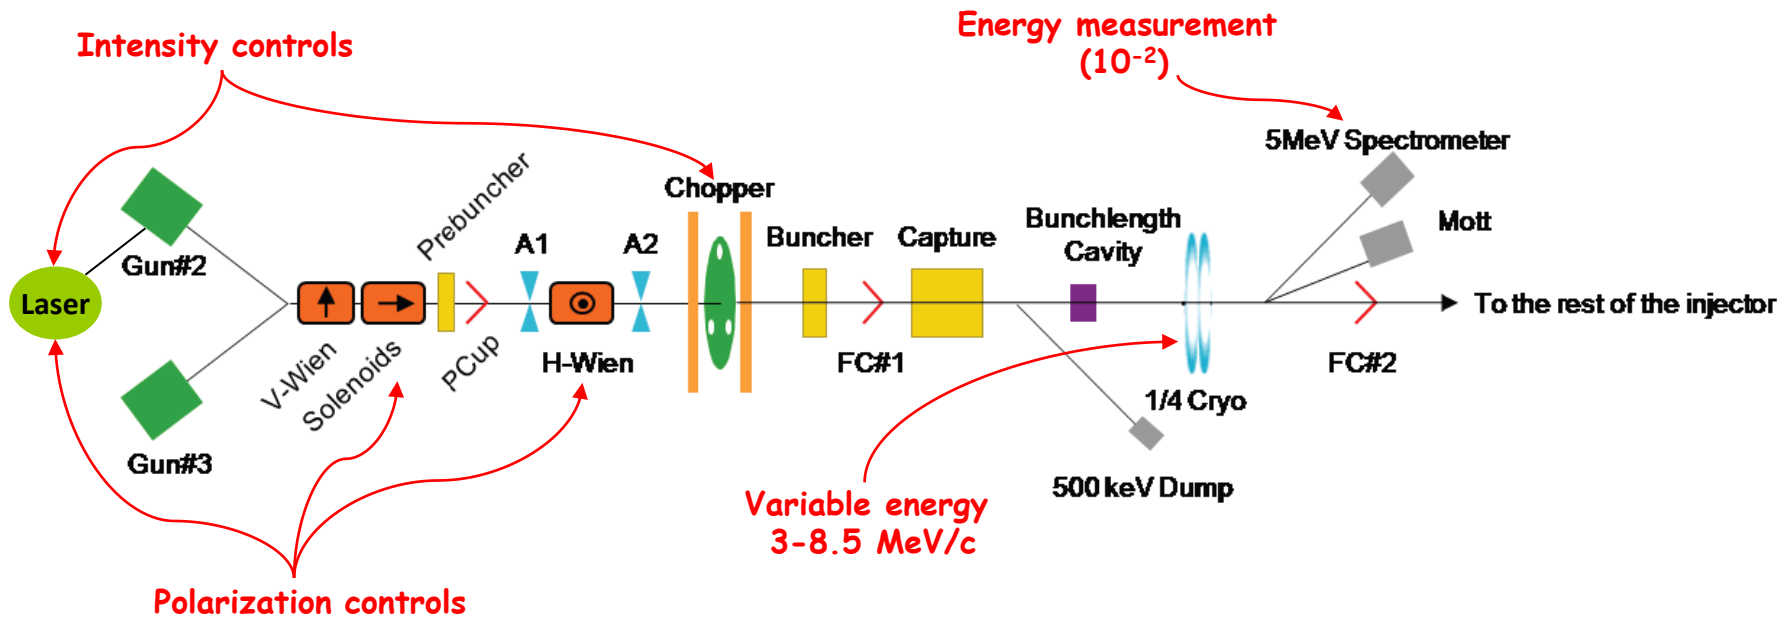 Energy measurement
(10⁻²)
Intensity controls
5MeV Spectrometer
Prebuncher
Chopper
Bunchlength
Cavity
Mott
A1
A2
Buncher
Capture
Gun#2
Laser
To the rest of the injector
V-Wien
Solenoids
PCup
H-Wien
FC#1
FC#2
1/4 Cryo
Gun#3
500 keV Dump
Variable energy
3-8.5 MeV/c
Polarization controls